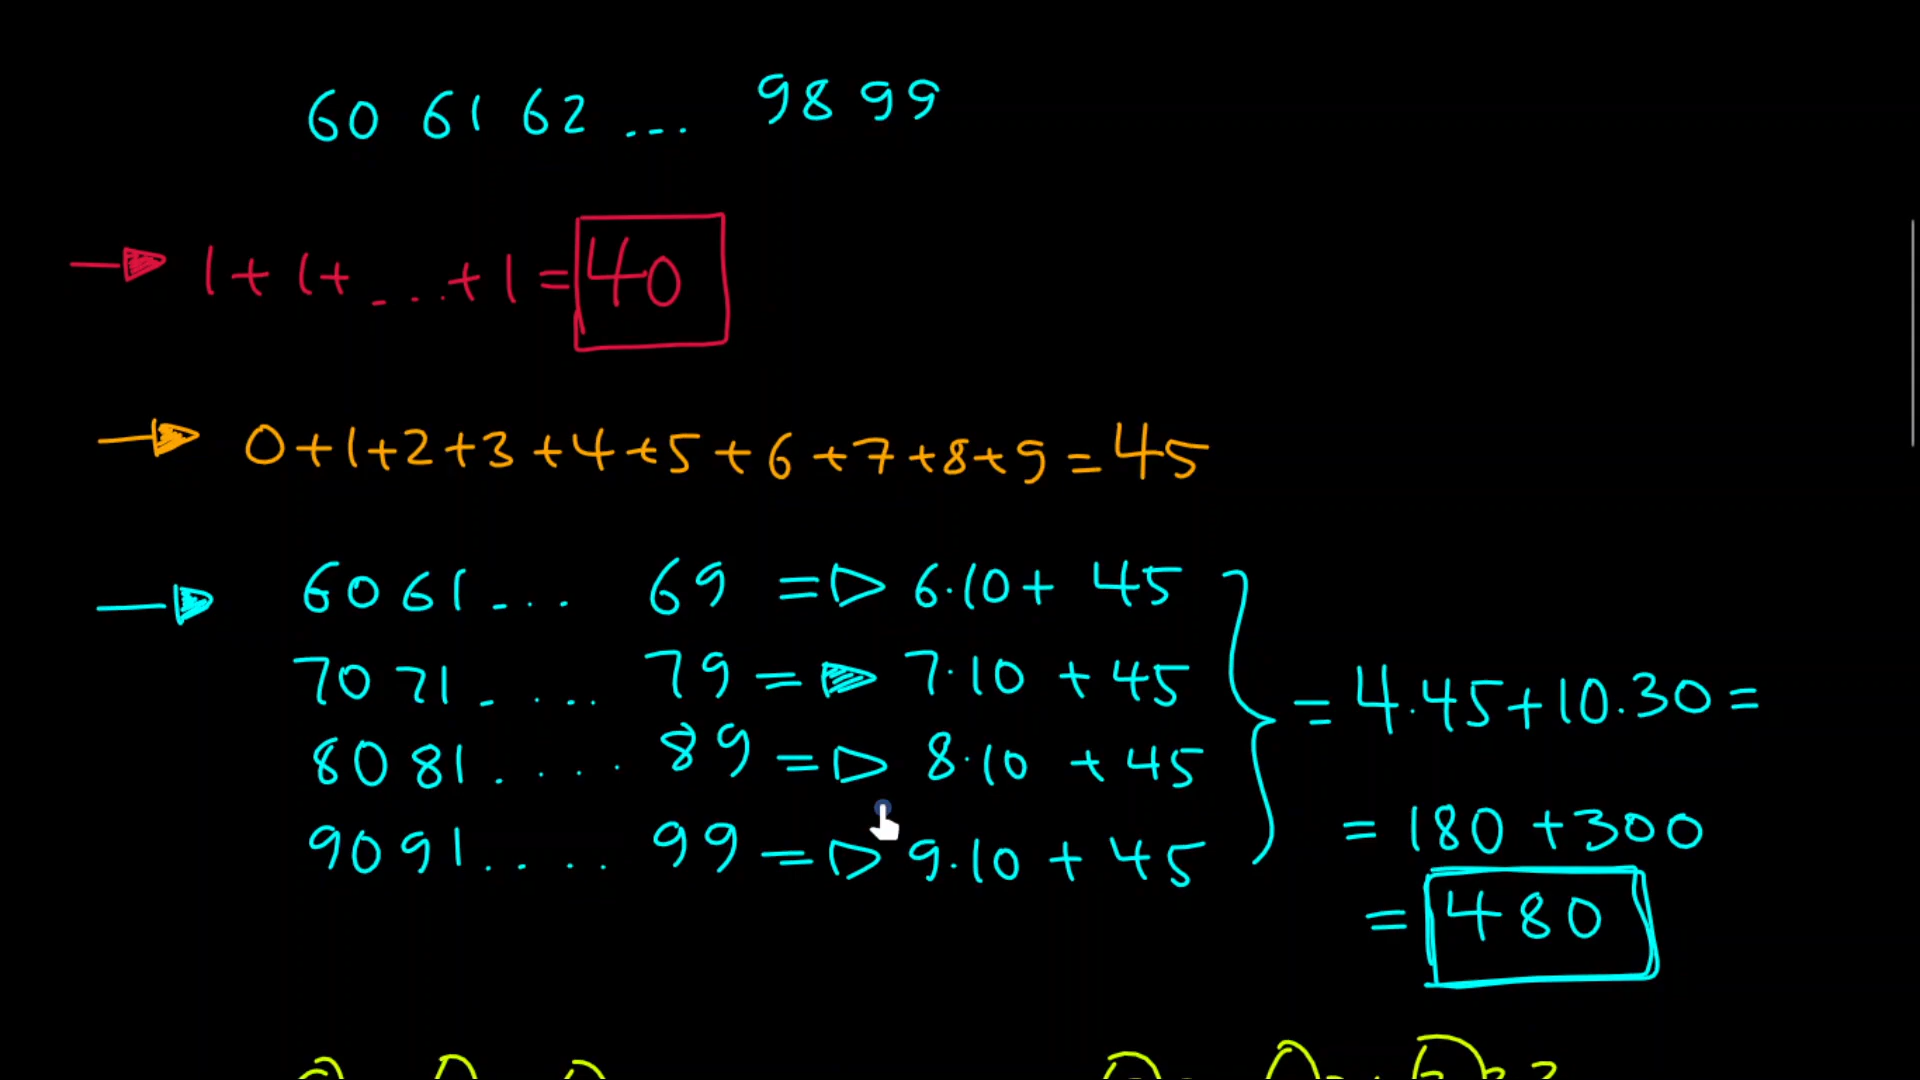 60 61 62 ... 98 99
1 + 1 + ... + 1 = 40
0+1+2+3+4+5+6+7+8+9=45
60 61 ... 69 => 6·10 + 45
70 71 .... 79 => 7·10 + 45
80 81 .... 89 => 8·10 + 45
90 91 .... 99 => 9·10 + 45
= 4·45+10·30 =
= 180 + 300
= 480